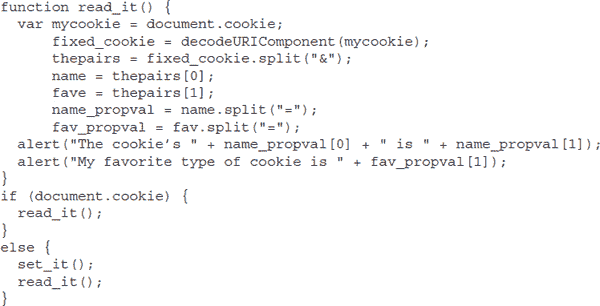 function read_it() {
  var mycookie = document.cookie;
      fixed_cookie = decodeURIComponent(mycookie);
      thepairs = fixed_cookie.split("&");
      name = thepairs[0];
      fave = thepairs[1];
      name_propval = name.split("=");
      fav_propval = fav.split("=");
  alert("The cookie’s " + name_propval[0] + " is " + name_propval[1]);
  alert("My favorite type of cookie is " + fav_propval[1]);
}
if (document.cookie) {
  read_it();
}
else {
  set_it();
  read_it();
}